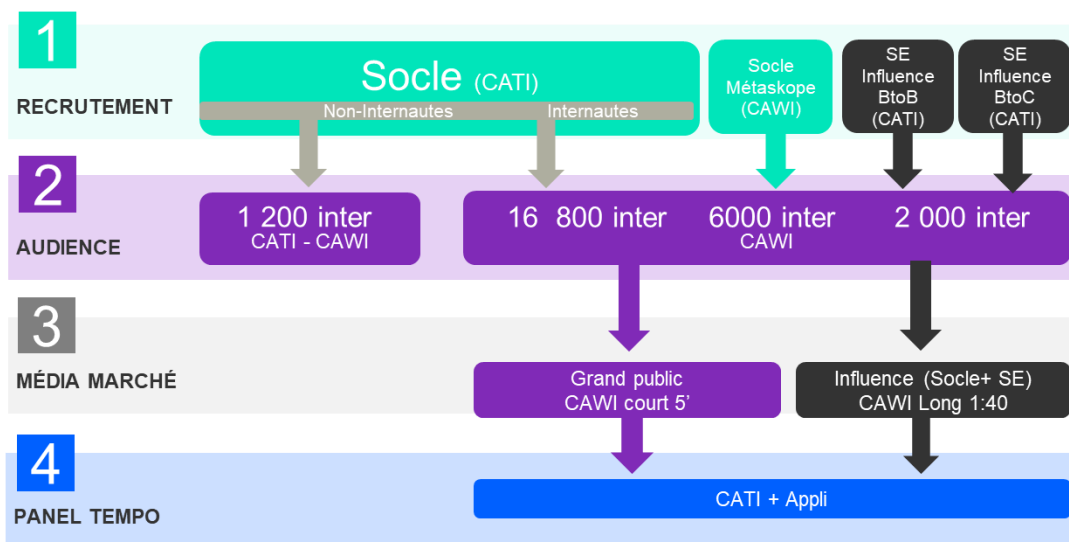 1
RECRUTEMENT
Socle (CATI)
Non-Internautes
Internautes
Socle
Métaskope
(CAWI)
SE
Influence
BtoB
(CATI)
SE
Influence
BtoC
(CATI)
2
AUDIENCE
1 200 inter
CATI - CAWI
16 800 inter
6000 inter
2 000 inter
CAWI
3
MÉDIA MARCHÉ
Grand public
CAWI court 5’
Influence (Socle+ SE)
CAWI Long 1:40
4
PANEL TEMPO
CATI + Appli